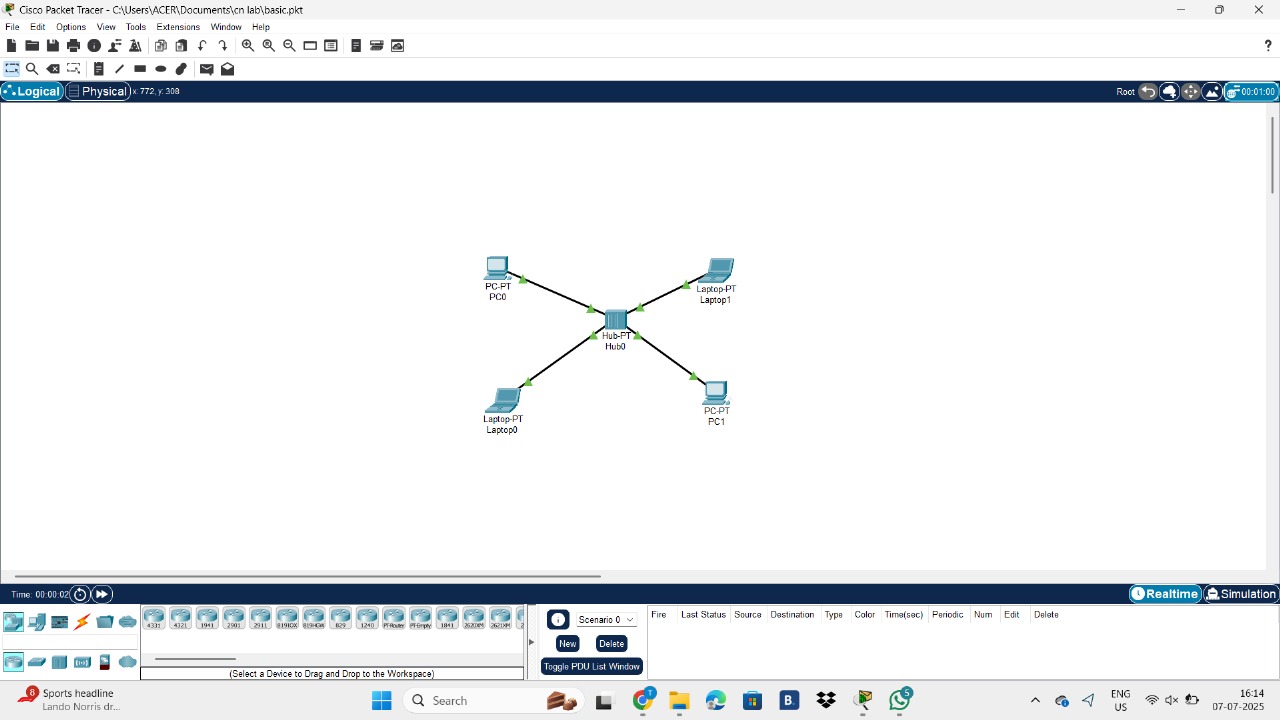 Cisco Packet Tracer - C:\Users\ACER\Documents\cn lab\basic.pkt
File Edit Options View Tools Extensions Window Help
?
Logical Physical x: 772, y: 308 Root 00:01:00
PC-PT
PC0
Laptop-PT
Laptop1
Hub-PT
Hub0
Laptop-PT
Laptop0
PC-PT
PC1
Time: 00:00:02 Realtime Simulation
4331 4321 1941 2901 2911 819IOX 819HGW 829 1240 PT-Router PT-Empty 1841 2620XM 2621XM 2
Scenario 0
New Delete
Toggle PDU List Window
Fire Last Status Source Destination Type Color Time(sec) Periodic Num Edit Delete
(Select a Device to Drag and Drop to the Workspace)
8 Sports headline
Lando Norris dr...
Search
T
B.
5
ENG
US
16:14
07-07-2025